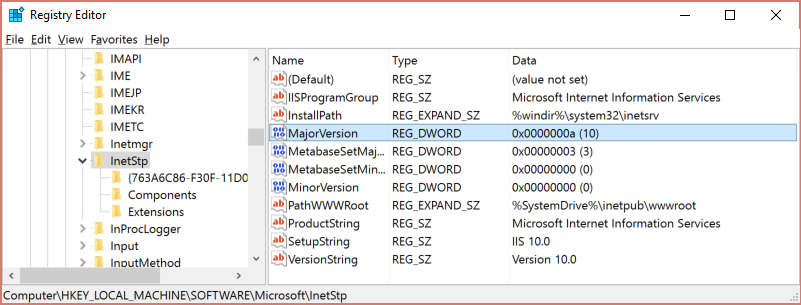 Registry Editor
File Edit View Favorites Help
IMAPI
IME
IMEJP
IMEKR
IMETC
Inetmgr
InetStp
{763A6C86-F30F-11D0
Components
Extensions
InProcLogger
Input
InputMethod
Name Type Data
(Default) REG_SZ (value not set)
IISProgramGroup REG_SZ Microsoft Internet Information Services
InstallPath REG_EXPAND_SZ %windir%\system32\inetsrv
MajorVersion REG_DWORD 0x0000000a (10)
MetabaseSetMaj... REG_DWORD 0x00000003 (3)
MetabaseSetMin... REG_DWORD 0x00000000 (0)
MinorVersion REG_DWORD 0x00000000 (0)
PathWWWRoot REG_EXPAND_SZ %SystemDrive%\inetpub\wwwroot
ProductString REG_SZ Microsoft Internet Information Services
SetupString REG_SZ IIS 10.0
VersionString REG_SZ Version 10.0
Computer\HKEY_LOCAL_MACHINE\SOFTWARE\Microsoft\InetStp